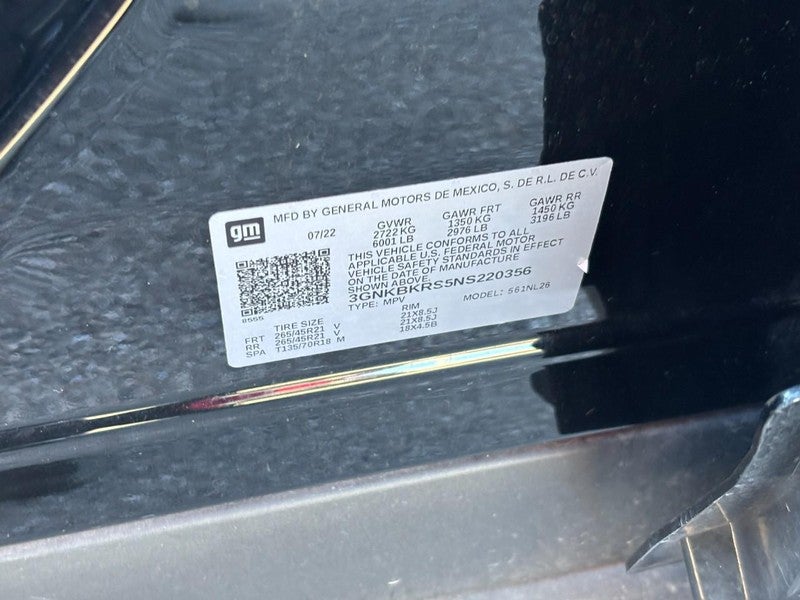 gm
MFD BY GENERAL MOTORS DE MEXICO, S. DE R.L. DE C.V.
07/22 GVWR GAWR FRT GAWR RR
2722 KG 1350 KG 1450 KG
6001 LB 2976 LB 3196 LB
THIS VEHICLE CONFORMS TO ALL
APPLICABLE U.S. FEDERAL MOTOR
VEHICLE SAFETY STANDARDS IN EFFECT
ON THE DATE OF MANUFACTURE
SHOWN ABOVE.
3GNKBKRS5NS220356
TYPE: MPV MODEL: 561NL26
8555
TIRE SIZE RIM
FRT 265/45R21 V 21X8.5J
RR 265/45R21 V 21X8.5J
SPA T135/70R18 M 18X4.5B